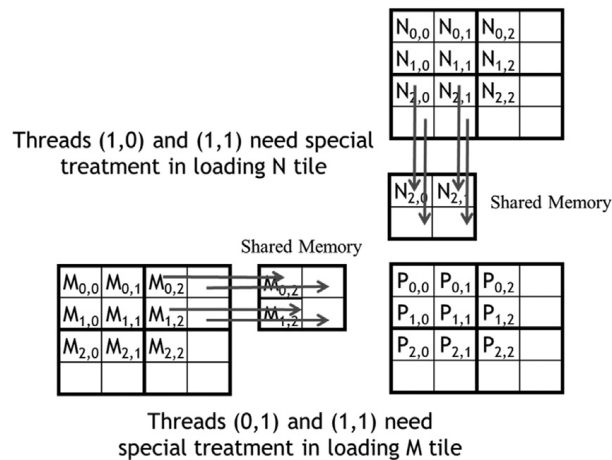 N0,0 N0,1 N0,2
N1,0 N1,1 N1,2
N2,0 N2,1 N2,2
Threads (1,0) and (1,1) need special
treatment in loading N tile
N2,0 N2,1
Shared Memory
Shared Memory
M0,0 M0,1 M0,2
M1,0 M1,1 M1,2
M2,0 M2,1 M2,2
M0,2
M1,2
P0,0 P0,1 P0,2
P1,0 P1,1 P1,2
P2,0 P2,1 P2,2
Threads (0,1) and (1,1) need
special treatment in loading M tile